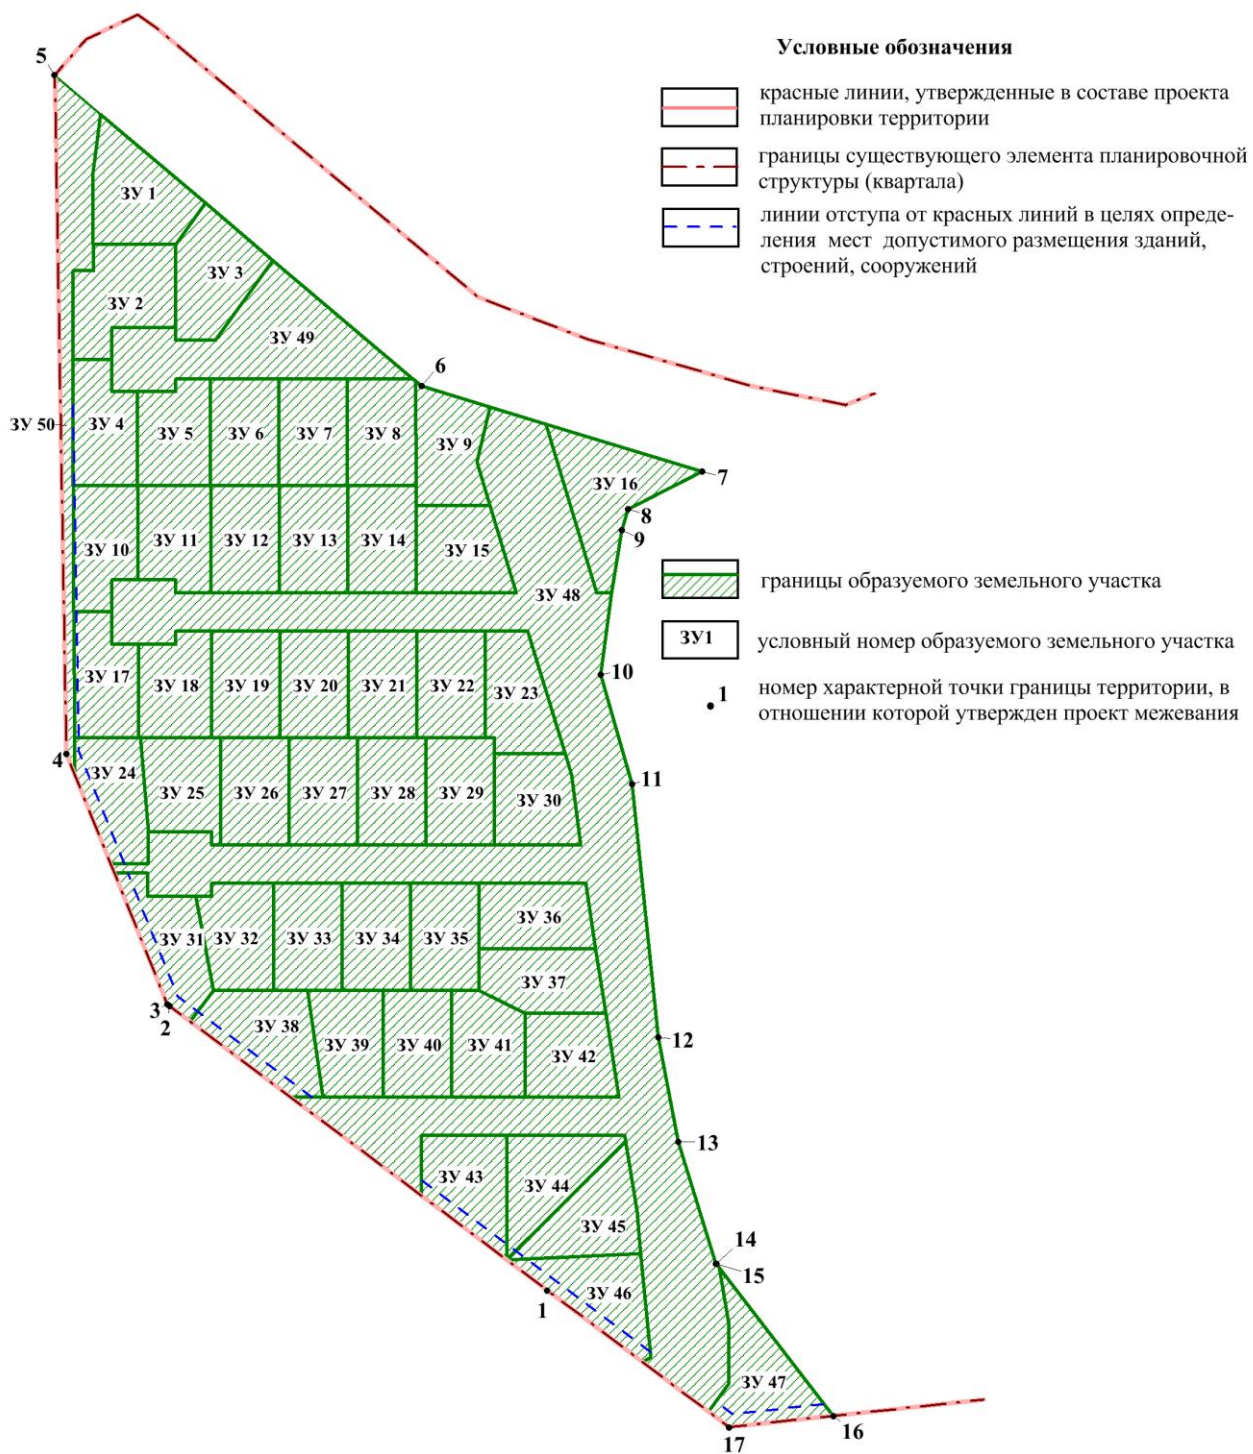 Условные обозначения
красные линии, утвержденные в составе проекта
планировки территории
границы существующего элемента планировочной
структуры (квартала)
линии отступа от красных линий в целях опреде-
ления мест допустимого размещения зданий,
строений, сооружений
границы образуемого земельного участка
ЗУ1
условный номер образуемого земельного участка
1
номер характерной точки границы территории, в
отношении которой утвержден проект межевания
5
ЗУ 1
ЗУ 3
ЗУ 2
ЗУ 49
6
ЗУ 50
ЗУ 4
ЗУ 5
ЗУ 6
ЗУ 7
ЗУ 8
ЗУ 9
7
ЗУ 16
8
9
ЗУ 10
ЗУ 11
ЗУ 12
ЗУ 13
ЗУ 14
ЗУ 15
ЗУ 48
10
ЗУ 17
ЗУ 18
ЗУ 19
ЗУ 20
ЗУ 21
ЗУ 22
ЗУ 23
4
11
ЗУ 24
ЗУ 25
ЗУ 26
ЗУ 27
ЗУ 28
ЗУ 29
ЗУ 30
ЗУ 31
ЗУ 32
ЗУ 33
ЗУ 34
ЗУ 35
ЗУ 36
ЗУ 37
3
2
12
ЗУ 38
ЗУ 39
ЗУ 40
ЗУ 41
ЗУ 42
13
ЗУ 43
ЗУ 44
ЗУ 45
14
15
ЗУ 46
1
ЗУ 47
16
17